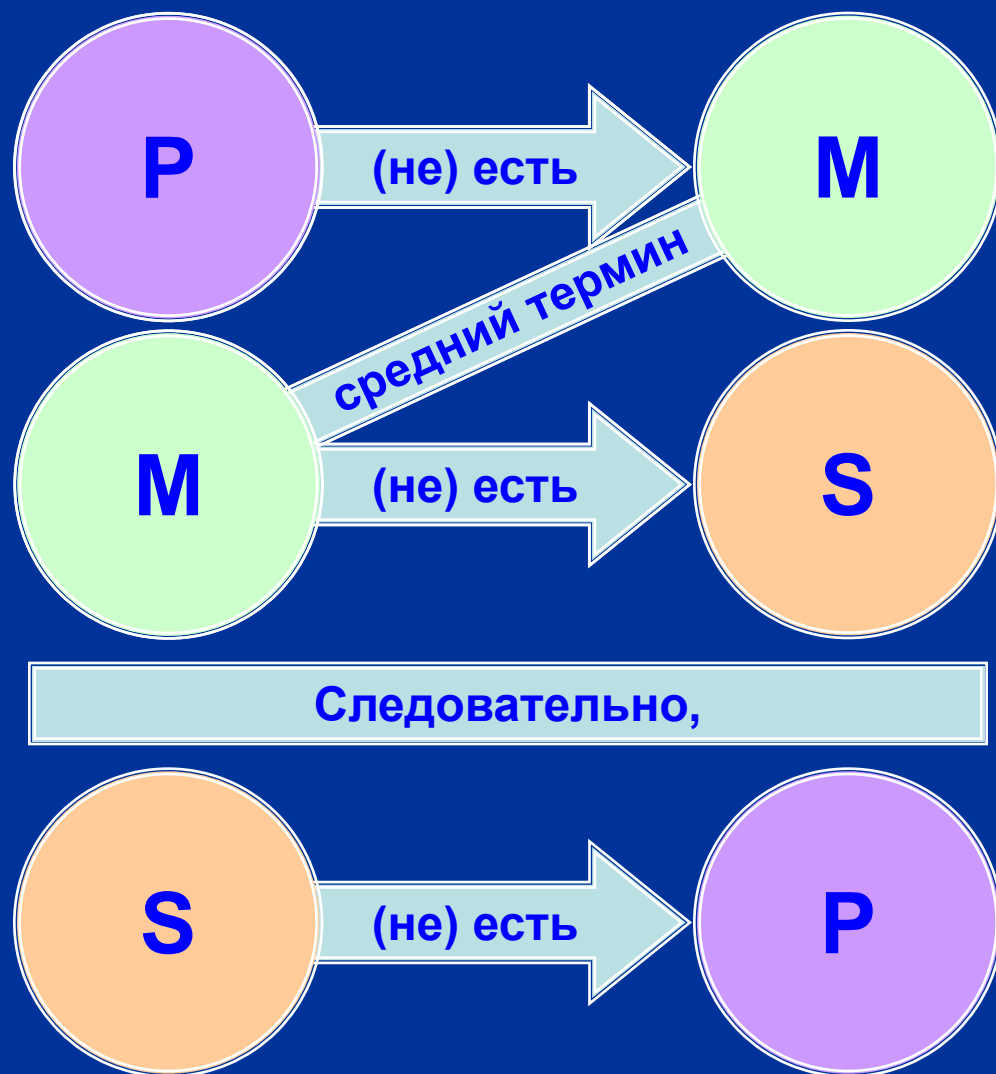 P (не) есть M
средний термин
M (не) есть S
Следовательно,
S (не) есть P